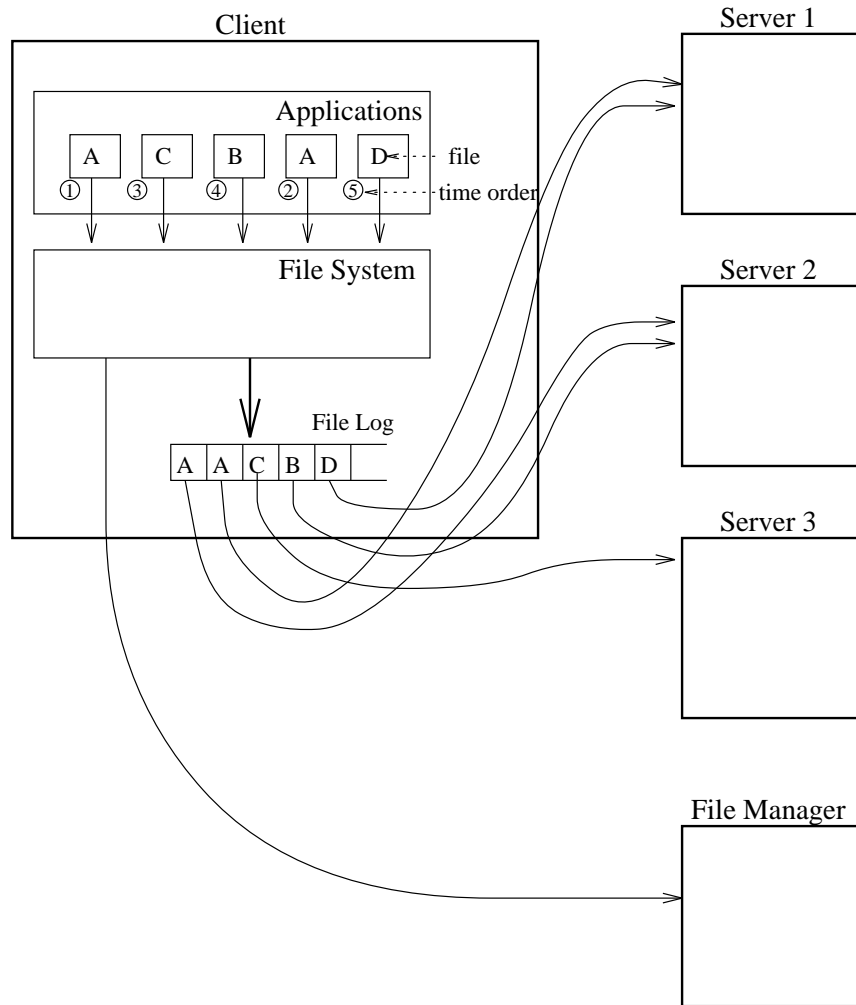 Client
Server 1
Applications
A C B A D file
1 3 4 2 5 time order
File System
Server 2
File Log
A A C B D
Server 3
File Manager